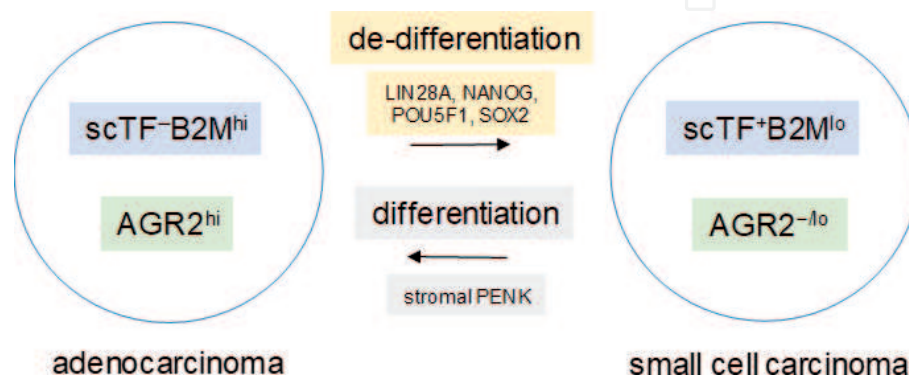 de-differentiation
LIN28A, NANOG,
POU5F1, SOX2
scTF⁻B2Mʰⁱ
scTF⁺B2Mˡᵒ
AGR2ʰⁱ
differentiation
AGR2⁻/ˡᵒ
stromal PENK
adenocarcinoma
small cell carcinoma